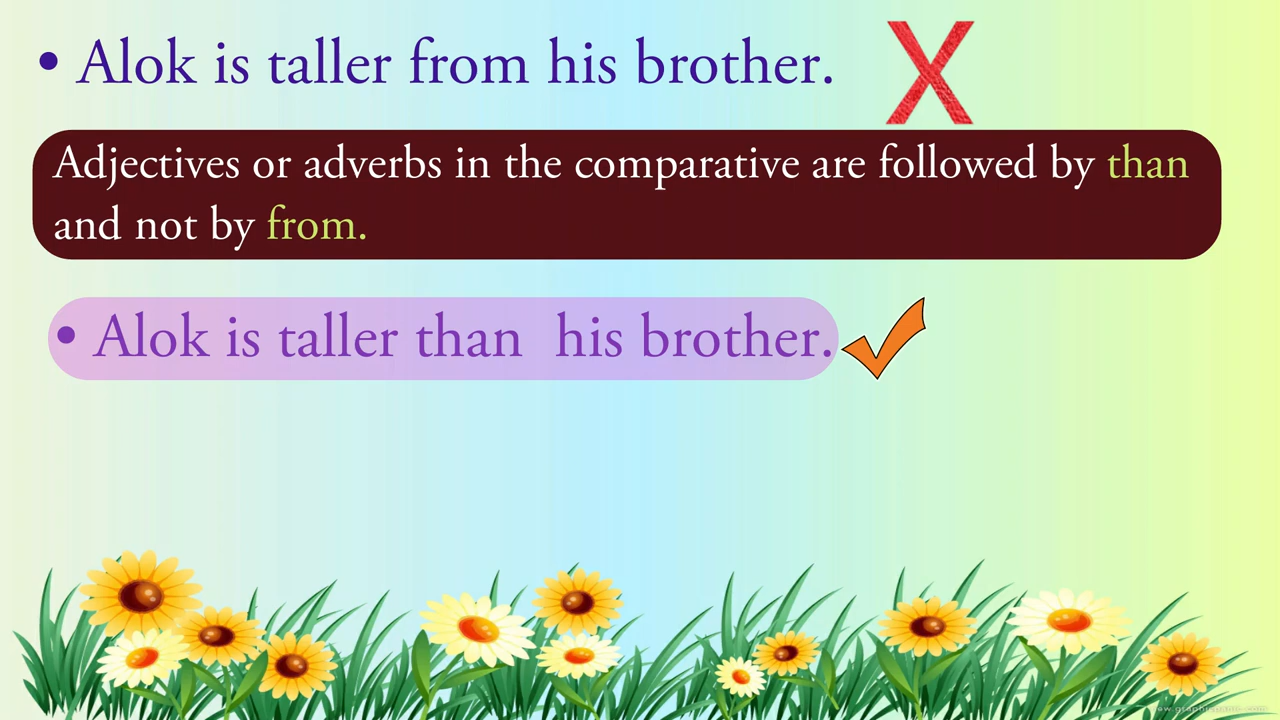 • Alok is taller from his brother.
X
Adjectives or adverbs in the comparative are followed by than
and not by from.
• Alok is taller than his brother.